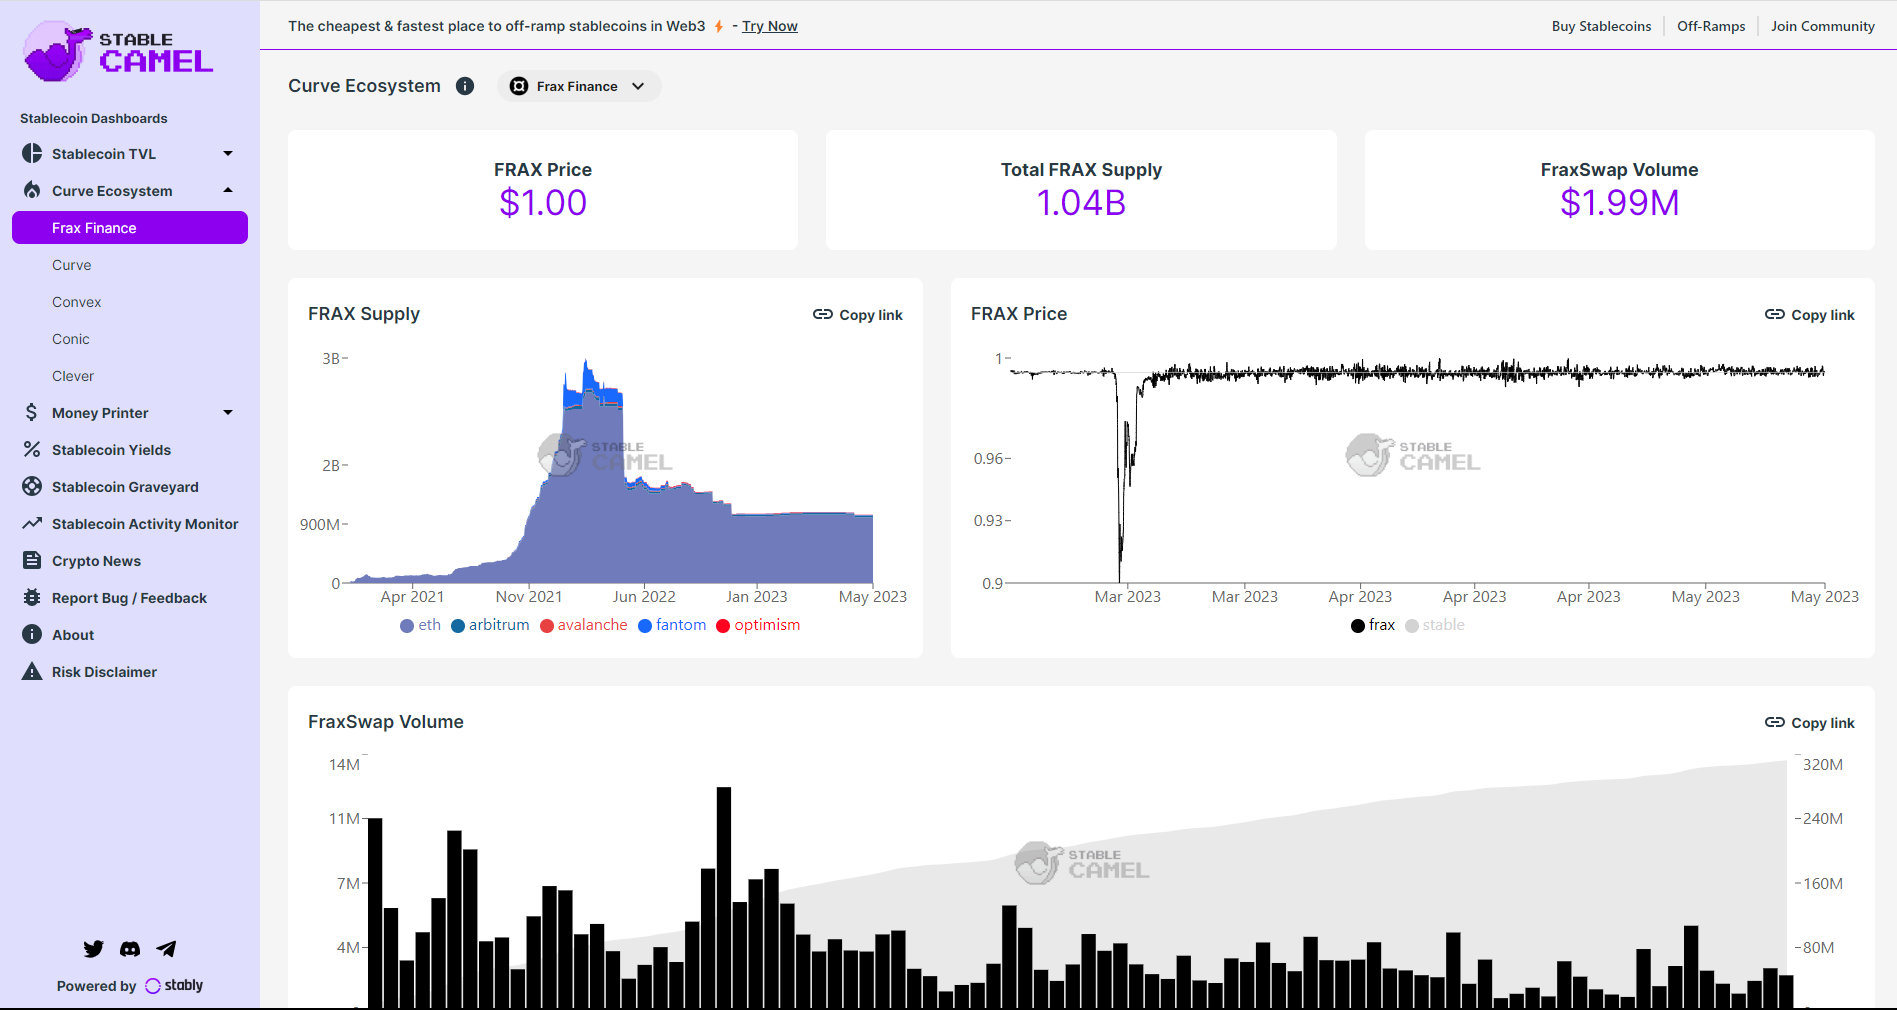 STABLE
CAMEL
Stablecoin Dashboards
Stablecoin TVL
Curve Ecosystem
Frax Finance
Curve
Convex
Conic
Clever
Money Printer
Stablecoin Yields
Stablecoin Graveyard
Stablecoin Activity Monitor
Crypto News
Report Bug / Feedback
About
Risk Disclaimer
Powered by stably
The cheapest & fastest place to off-ramp stablecoins in Web3 ⚡ - Try Now
Buy Stablecoins Off-Ramps Join Community
Curve Ecosystem Frax Finance
FRAX Price
$1.00
Total FRAX Supply
1.04B
FraxSwap Volume
$1.99M
FRAX Supply Copy link
3B
2B
900M
0
STABLE
CAMEL
Apr 2021 Nov 2021 Jun 2022 Jan 2023 May 2023
eth arbitrum avalanche fantom optimism
FRAX Price Copy link
1
0.96
0.93
0.9
STABLE
CAMEL
Mar 2023 Mar 2023 Apr 2023 Apr 2023 Apr 2023 May 2023 May 2023
frax stable
FraxSwap Volume Copy link
14M 320M
11M 240M
STABLE
CAMEL
7M 160M
4M 80M